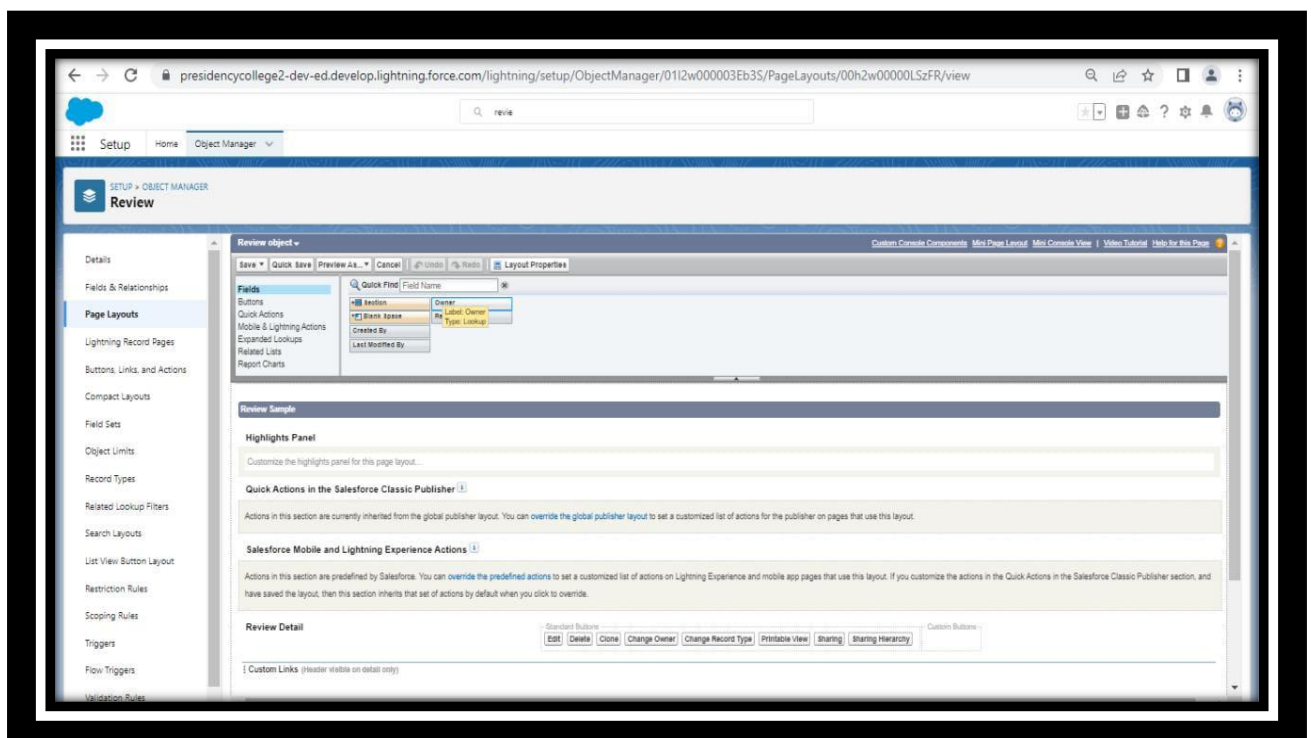 presidencycollege2-dev-ed.develop.lightning.force.com/lightning/setup/ObjectManager/01I2w000003Eb3S/PageLayouts/00h2w00000LSzFR/view
revie
Setup Home Object Manager
SETUP > OBJECT MANAGER
Review
Details
Fields & Relationships
Page Layouts
Lightning Record Pages
Buttons, Links, and Actions
Compact Layouts
Field Sets
Object Limits
Record Types
Related Lookup Filters
Search Layouts
List View Button Layout
Restriction Rules
Scoping Rules
Triggers
Flow Triggers
Validation Rules
Review object
Custom Console Components Mini Page Layout Mini Console View | Video Tutorial Help for this Page
Save Quick Save Preview As... Cancel Undo Redo Layout Properties
Fields
Buttons
Quick Actions
Mobile & Lightning Actions
Expanded Lookups
Related Lists
Report Charts
Quick Find Field Name
Section Owner
Blank Space Re
Label: Owner
Type: Lookup
Created By
Last Modified By
Review Sample
Highlights Panel
Customize the highlights panel for this page layout...
Quick Actions in the Salesforce Classic Publisher
Actions in this section are currently inherited from the global publisher layout. You can override the global publisher layout to set a customized list of actions for the publisher on pages that use this layout.
Salesforce Mobile and Lightning Experience Actions
Actions in this section are predefined by Salesforce. You can override the predefined actions to set a customized list of actions on Lightning Experience and mobile app pages that use this layout. If you customize the actions in the Quick Actions in the Salesforce Classic Publisher section, and
have saved the layout, then this section inherits that set of actions by default when you click to override.
Review Detail
Standard Buttons
Edit Delete Clone Change Owner Change Record Type Printable View Sharing Sharing Hierarchy
Custom Buttons
Custom Links (Header visible on detail only)